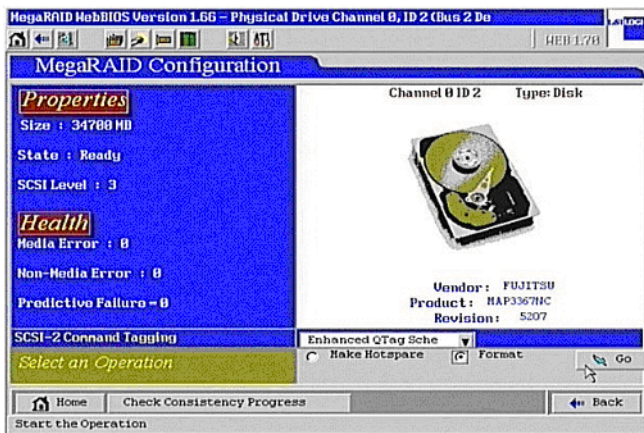 MegaRAID WebBIOS Version 1.66 - Physical Drive Channel 0, ID 2 (Bus 2 De
WEB 1.70
MegaRAID Configuration
Properties
Size : 34700 MB
State : Ready
SCSI Level : 3
Health
Media Error : 0
Non-Media Error : 0
Predictive Failure = 0
Channel 0 ID 2 Type: Disk
Vendor: FUJITSU
Product: MAP3367NC
Revision: 5207
SCSI-2 Command Tagging
Enhanced QTag Sche
Select an Operation
Make Hotspare Format
Go
Home
Check Consistency Progress
Back
Start the Operation